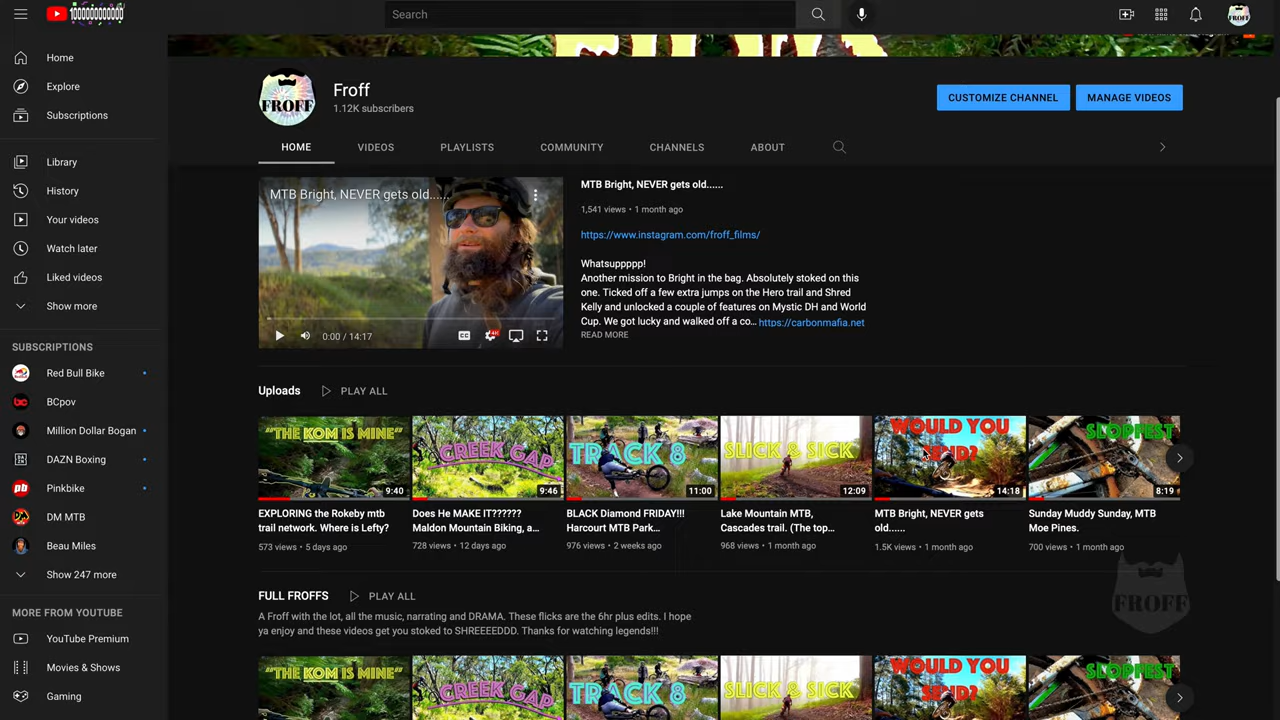 10000000000
Search
FROFF
Home
Explore
Subscriptions
Library
History
Your videos
Watch later
Liked videos
Show more
SUBSCRIPTIONS
Red Bull Bike
BCpov
Million Dollar Bogan
DAZN Boxing
Pinkbike
DM MTB
Beau Miles
Show 247 more
MORE FROM YOUTUBE
YouTube Premium
Movies & Shows
Gaming
FROFF
Froff
1.12K subscribers
CUSTOMIZE CHANNEL
MANAGE VIDEOS
HOME
VIDEOS
PLAYLISTS
COMMUNITY
CHANNELS
ABOUT
MTB Bright, NEVER gets old......
0:00 / 14:17
CC
4K
MTB Bright, NEVER gets old......
1,541 views • 1 month ago
https://www.instagram.com/froff_films/
Whatsuppppp!
Another mission to Bright in the bag. Absolutely stoked on this
one. Ticked off a few extra jumps on the Hero trail and Shred
Kelly and unlocked a couple of features on Mystic DH and World
Cup. We got lucky and walked off a co... https://carbonmafia.net
READ MORE
Uploads
PLAY ALL
"THE KOM IS MINE"
9:40
EXPLORING the Rokeby mtb
trail network. Where is Lefty?
573 views • 5 days ago
CREEK GAP
9:46
Does He MAKE IT??????
Maldon Mountain Biking, a...
728 views • 12 days ago
TRACK 8
11:00
BLACK Diamond FRIDAY!!!
Harcourt MTB Park...
976 views • 2 weeks ago
SLICK & SICK
12:09
Lake Mountain MTB,
Cascades trail. (The top...
968 views • 1 month ago
WOULD YOU
SEND?
14:18
MTB Bright, NEVER gets
old......
1.5K views • 1 month ago
SLOPFEST
8:19
Sunday Muddy Sunday, MTB
Moe Pines.
700 views • 1 month ago
FROFF
FULL FROFFS
PLAY ALL
A Froff with the lot, all the music, narrating and DRAMA. These flicks are the 6hr plus edits. I hope
ya enjoy and these videos get you stoked to SHREEEEDDD. Thanks for watching legends!!!
"THE KOM IS MINE"
CREEK GAP
TRACK 8
SLICK & SICK
WOULD YOU
SEND?
SLOPFEST